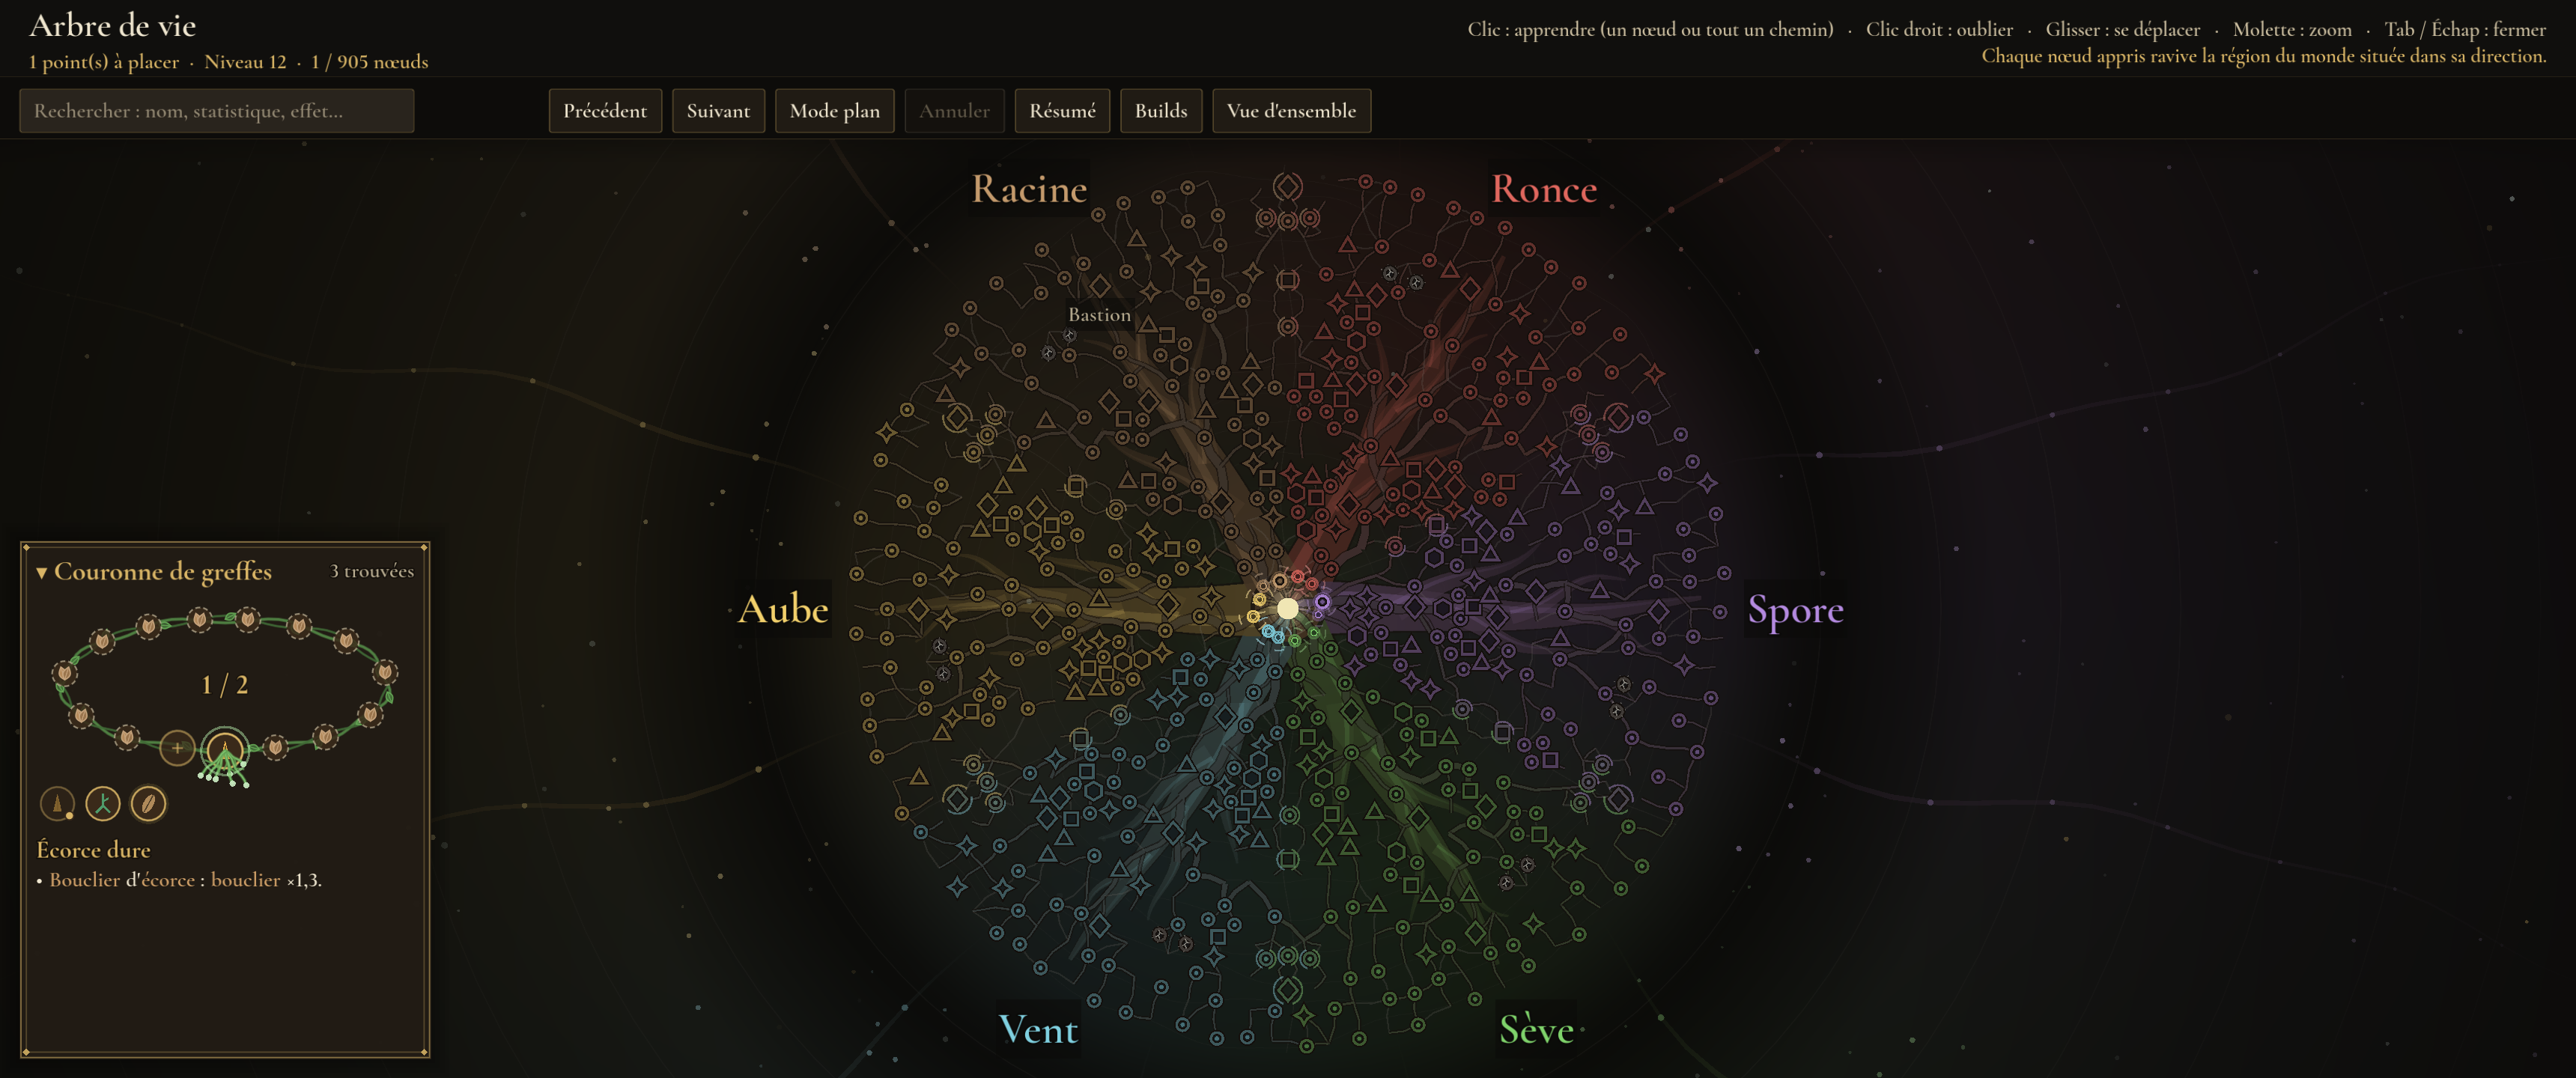 Arbre de vie
1 point(s) à placer · Niveau 12 · 1 / 905 nœuds
Clic : apprendre (un nœud ou tout un chemin) · Clic droit : oublier · Glisser : se déplacer · Molette : zoom · Tab / Échap : fermer
Chaque nœud appris ravive la région du monde située dans sa direction.
Rechercher : nom, statistique, effet...
Précédent
Suivant
Mode plan
Annuler
Résumé
Builds
Vue d'ensemble
Racine
Ronce
Bastion
Aube
Spore
Vent
Sève
▼ Couronne de greffes
3 trouvées
1 / 2
+
Écorce dure
• Bouclier d'écorce : bouclier ×1,3.